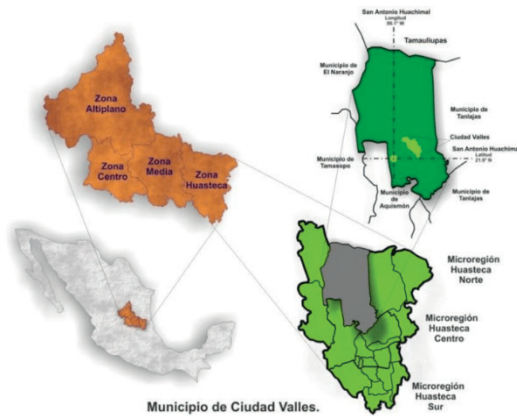 San Antonio Huachimal
Longitud
Tamaulipas
Municipio de
El Naranjo
Municipio de
Tanlajas
Ciudad Valles
San Antonio Huachimal
Latitud
Municipio de
Tamasopo
Municipio
de
Aquismón
Municipio de
Tanlajas
Zona
Altiplano
Zona
Centro
Zona
Media
Zona
Huasteca
Microregión
Huasteca
Norte
Microregión
Huasteca
Centro
Microregión
Huasteca
Sur
Municipio de Ciudad Valles.